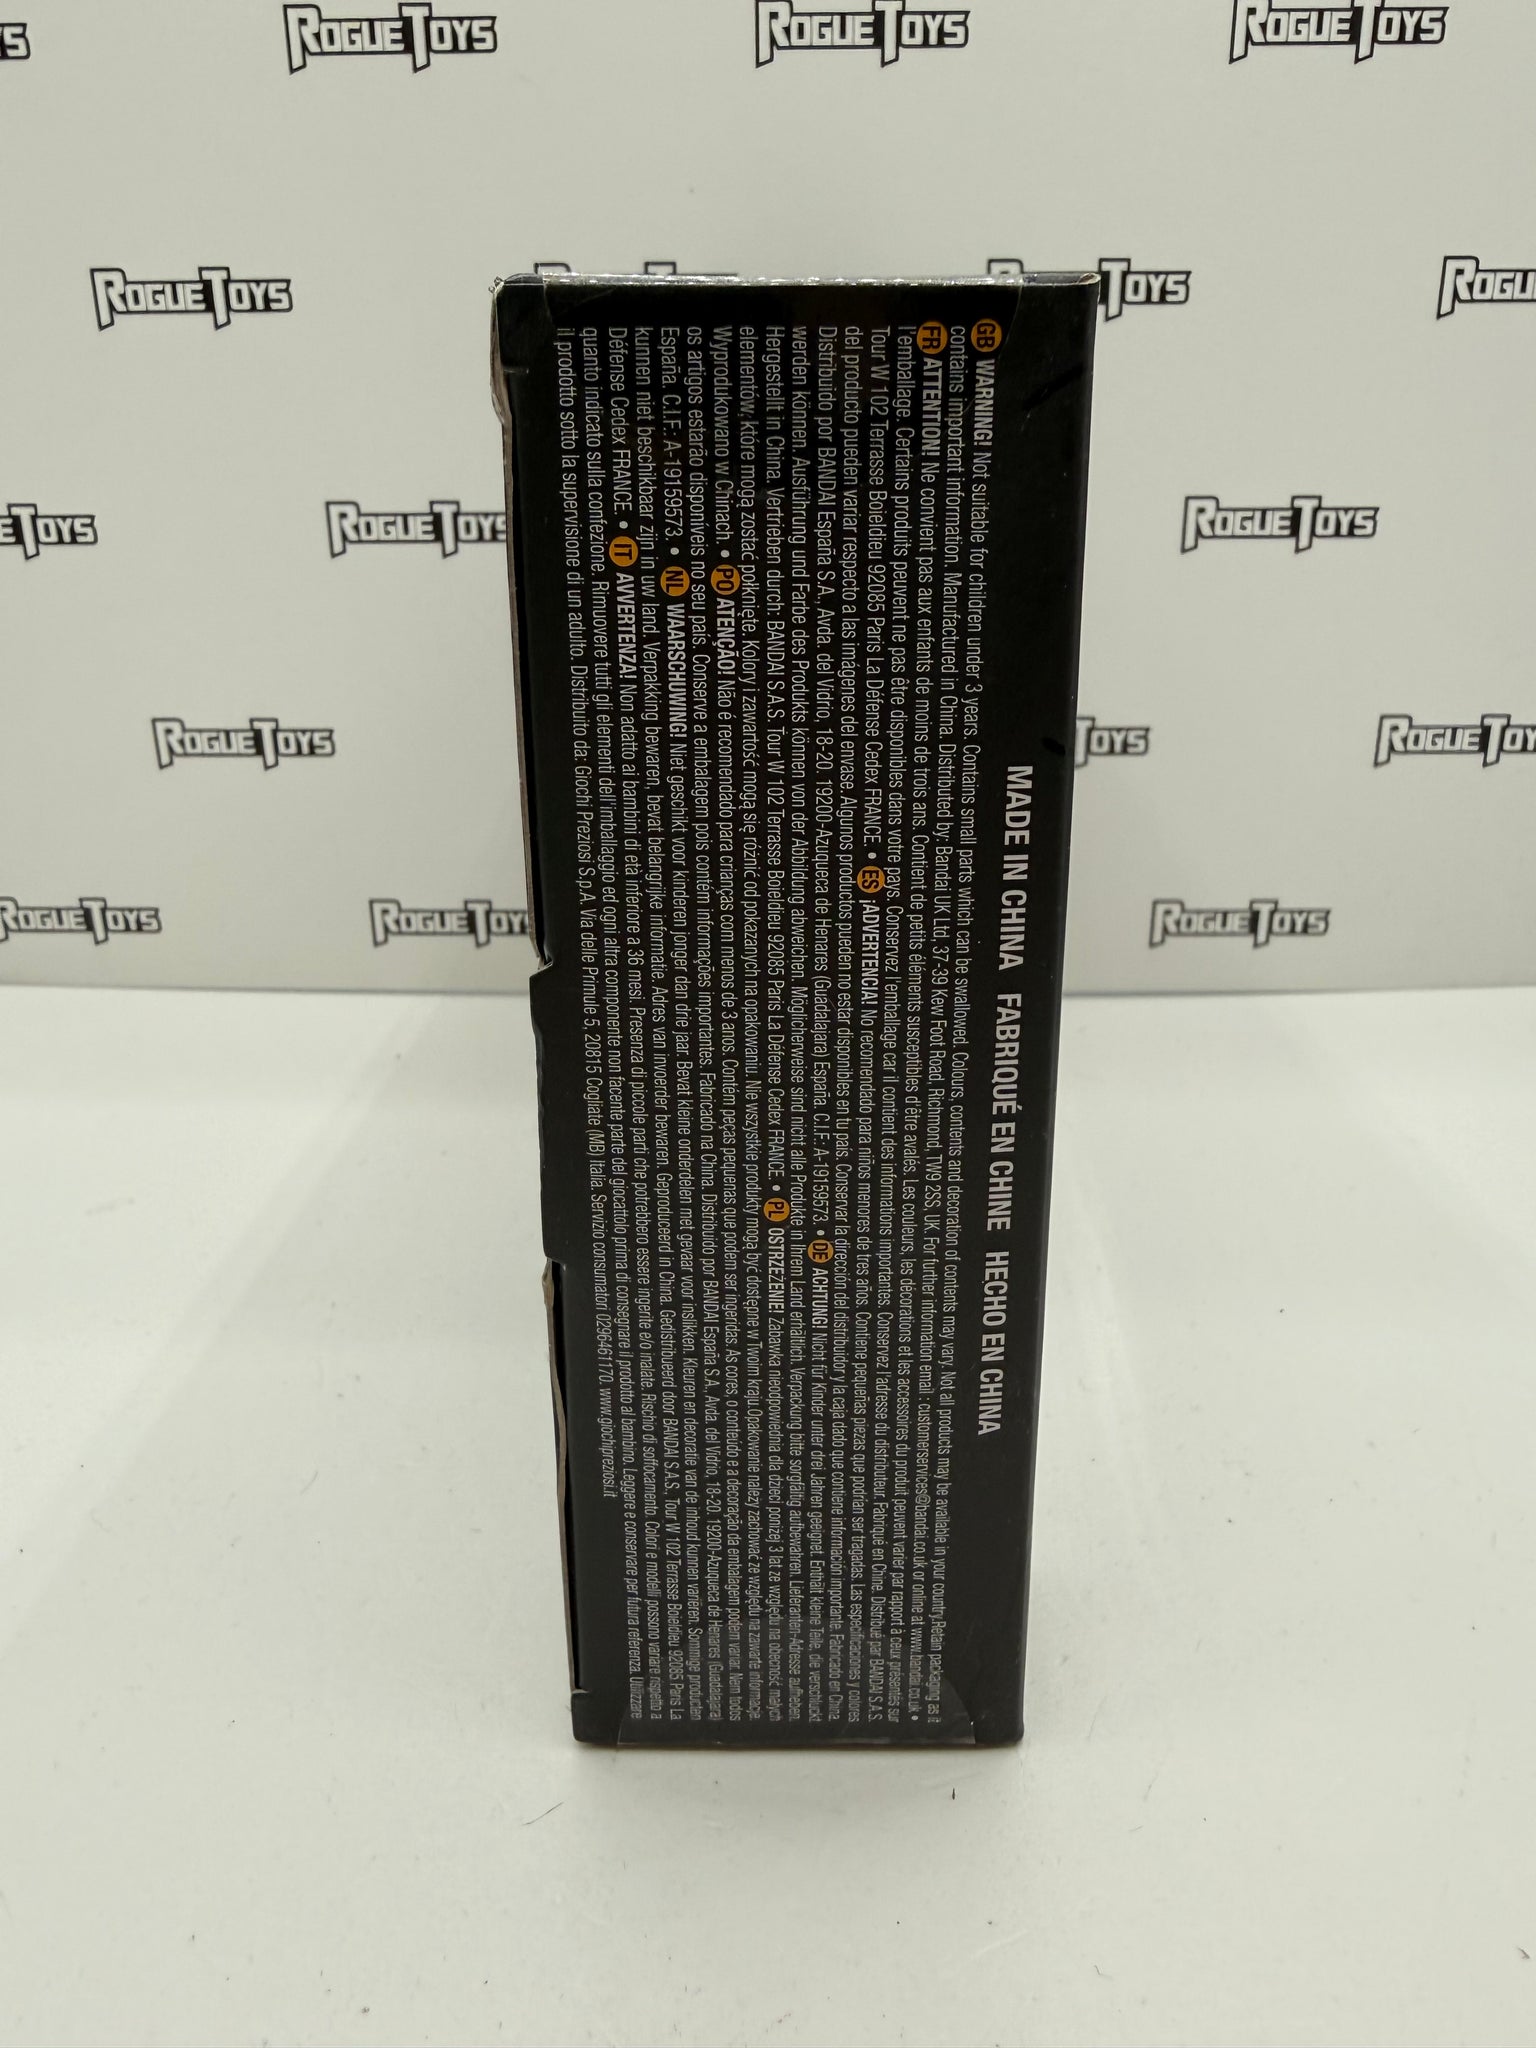 MADE IN CHINA FABRIQUÉ EN CHINE HECHO EN CHINA
GB WARNING! Not suitable for children under 3 years. Contains small parts which can be swallowed. Colours, contents and decoration of contents may vary. Not all products may be available in your country. Retain packaging as it
contains important information. Manufactured in China. Distributed by: Bandai UK Ltd, 37-39 Kew Foot Road, Richmond, TW9 2SS, UK. For further information email : customerservices@bandai.co.uk or online at www.bandai.co.uk •
FR ATTENTION! Ne convient pas aux enfants de moins de trois ans. Contient de petits éléments susceptibles d'être avalés. Les couleurs, les décorations et les accessoires du produit peuvent varier par rapport à ceux présentés sur
l'emballage. Certains produits peuvent ne pas être disponibles dans votre pays. Conservez l'emballage car il contient des informations importantes. Conservez l'adresse du distributeur. Fabriqué en Chine. Distribué par BANDAI S.A.S.
Tour W 102 Terrasse Boieldieu 92085 Paris La Défense Cedex FRANCE. • ES ¡ADVERTENCIA! No recomendado para niños menores de tres años. Contiene pequeñas piezas que podrían ser tragadas. Las especificaciones y colores
del producto pueden variar respecto a las imágenes del envase. Algunos productos pueden no estar disponibles en tu país. Conservar la dirección del distribuidor y la caja dado que contiene información importante. Fabricado en China.
Distribuido por BANDAI España S.A., Avda. del Vidrio, 18-20. 19200-Azuqueca de Henares (Guadalajara) España. C.I.F.: A-19159573. • DE ACHTUNG! Nicht für Kinder unter drei Jahren geeignet. Enthält kleine Teile, die verschluckt
werden können. Ausführung und Farbe des Produkts können von der Abbildung abweichen. Möglicherweise sind nicht alle Produkte in Ihrem Land erhältlich. Verpackung bitte sorgfältig aufbewahren. Lieferanten-Adresse aufheben.
Hergestellt in China. Vertrieben durch: BANDAI S.A.S. Tour W 102 Terrasse Boieldieu 92085 Paris La Défense Cedex FRANCE. • PL OSTRZEŻENIE! Zabawka nieodpowiednia dla dzieci poniżej 3 lat ze względu na obecność małych
elementów, które mogą zostać połknięte. Kolory i zawartość mogą się różnić od pokazanych na opakowaniu. Nie wszystkie produkty mogą być dostępne w Twoim kraju. Opakowanie należy zachować ze względu na zawarte informacje.
Wyprodukowano w Chinach. • PO ATENÇÃO! Não é recomendado para crianças com menos de 3 anos. Contém peças pequenas que podem ser ingeridas. As cores, o conteúdo e a decoração da embalagem podem variar. Nem todos
os artigos estarão disponíveis no seu país. Conserve a embalagem pois contém informações importantes. Fabricado na China. Distribuido por BANDAI España S.A., Avda. del Vidrio, 18-20. 19200-Azuqueca de Henares (Guadalajara)
España. C.I.F.: A-19159573. • NL WAARSCHUWING! Niet geschikt voor kinderen jonger dan drie jaar. Bevat kleine onderdelen met gevaar voor inslikken. Kleuren en decoratie van de inhoud kunnen variëren. Sommige producten
kunnen niet beschikbaar zijn in uw land. Verpakking bewaren, bevat belangrijke informatie. Adres van invoerder bewaren. Geproduceerd in China. Gedistribueerd door BANDAI S.A.S., Tour W 102 Terrasse Boieldieu 92085 Paris La
Défense Cedex FRANCE. • IT AVVERTENZA! Non adatto ai bambini di età inferiore a 36 mesi. Presenza di piccole parti che potrebbero essere ingerite e/o inalate. Rischio di soffocamento. Colori e modelli possono variare rispetto a
quanto indicato sulla confezione. Rimuovere tutti gli elementi dell'imballaggio ed ogni altra componente non facente parte del giocattolo prima di consegnare il prodotto al bambino. Leggere e conservare per futura referenza. Utilizzare
il prodotto sotto la supervisione di un adulto. Distribuito da: Giochi Preziosi S.p.A. Via delle Primule 5, 20815 Cogliate (MB) Italia. Servizio consumatori 0296461170. www.giochipreziosi.it
ROGUE TOYS
ROGUE TOYS
ROGUE TOYS
ROGUE TOYS
TOYS
ROGUE TOYS
ROGUE TOYS
ROGUE TOYS
ROGUE TOYS
TOYS
ROGUE TOYS
ROGUE TOYS
ROGUE TOYS